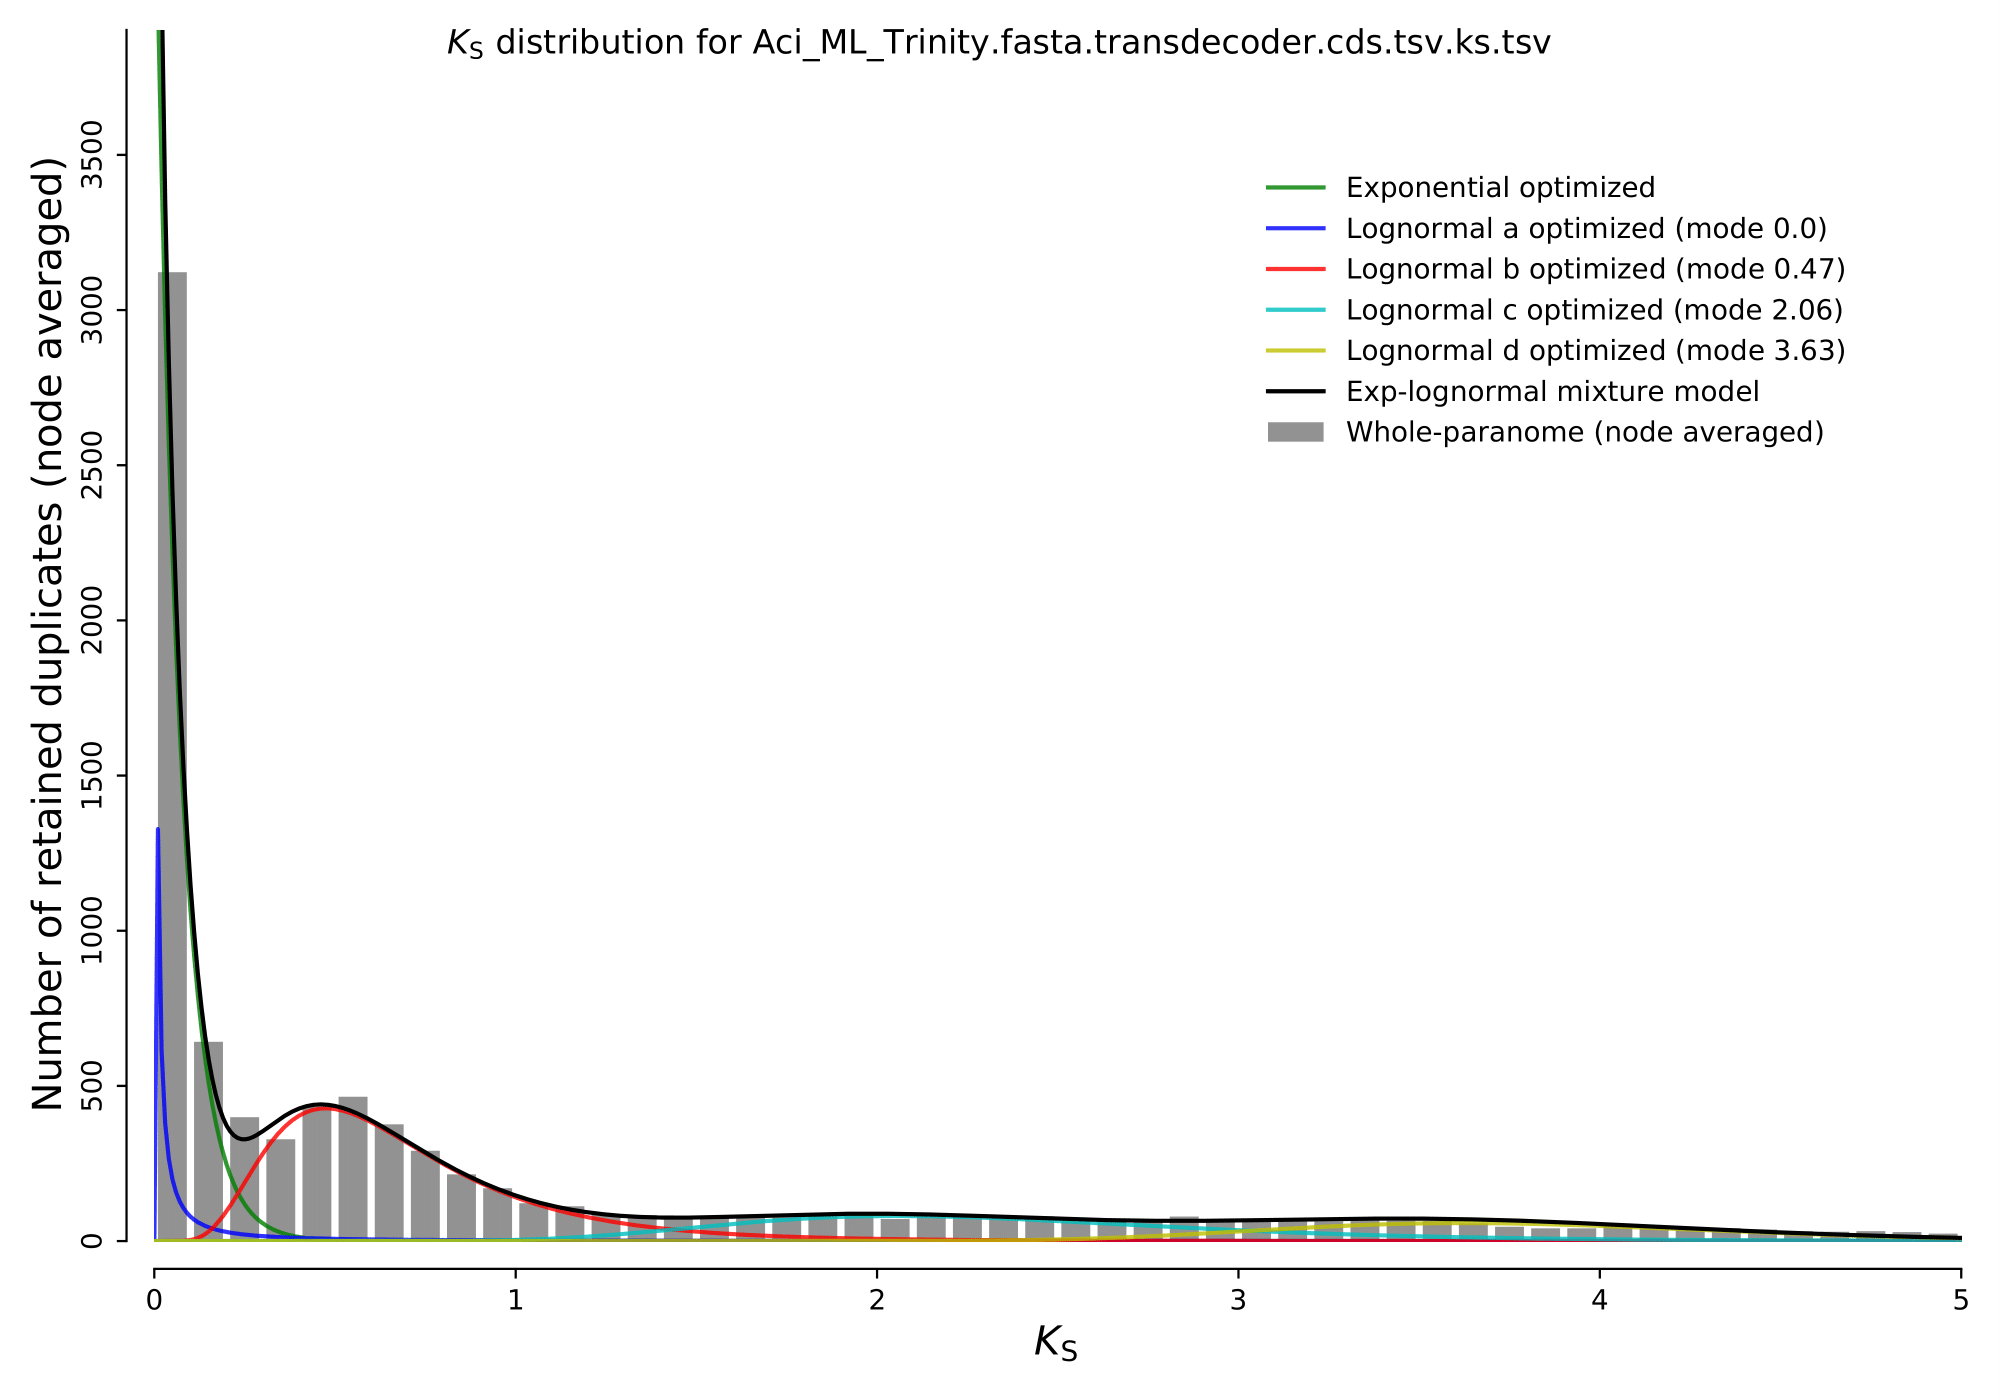 K_S distribution for Aci_ML_Trinity.fasta.transdecoder.cds.tsv.ks.tsv
Number of retained duplicates (node averaged)
3500
3000
2500
2000
1500
1000
500
0
Exponential optimized
Lognormal a optimized (mode 0.0)
Lognormal b optimized (mode 0.47)
Lognormal c optimized (mode 2.06)
Lognormal d optimized (mode 3.63)
Exp-lognormal mixture model
Whole-paranome (node averaged)
0 1 2 3 4 5
K_S